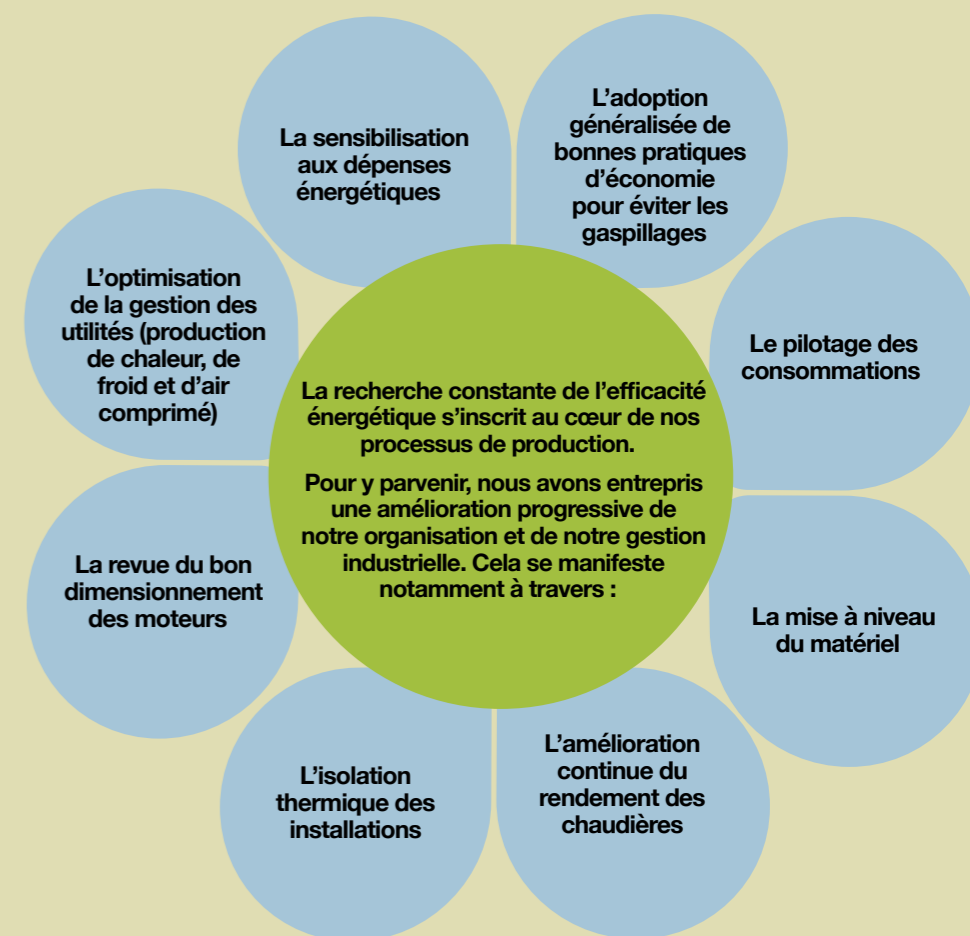 La recherche constante de l’efficacité
énergétique s’inscrit au cœur de nos
processus de production.
Pour y parvenir, nous avons entrepris
une amélioration progressive de
notre organisation et de notre gestion
industrielle. Cela se manifeste
notamment à travers :
La sensibilisation
aux dépenses
énergétiques
L’adoption
généralisée de
bonnes pratiques
d’économie
pour éviter les
gaspillages
Le pilotage des
consommations
La mise à niveau
du matériel
L’amélioration
continue du
rendement des
chaudières
L’isolation
thermique des
installations
La revue du bon
dimensionnement
des moteurs
L’optimisation
de la gestion des
utilités (production
de chaleur, de
froid et d’air
comprimé)